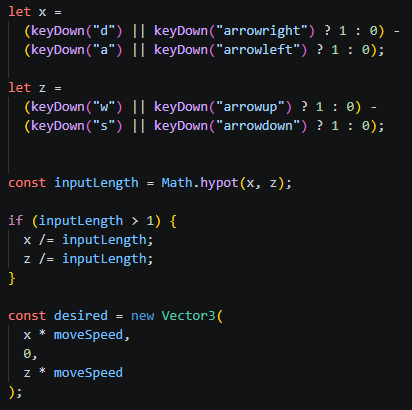 let x =
  (keyDown("d") || keyDown("arrowright") ? 1 : 0) -
  (keyDown("a") || keyDown("arrowleft") ? 1 : 0);

let z =
  (keyDown("w") || keyDown("arrowup") ? 1 : 0) -
  (keyDown("s") || keyDown("arrowdown") ? 1 : 0);


const inputLength = Math.hypot(x, z);

if (inputLength > 1) {
  x /= inputLength;
  z /= inputLength;
}

const desired = new Vector3(
  x * moveSpeed,
  0,
  z * moveSpeed
);